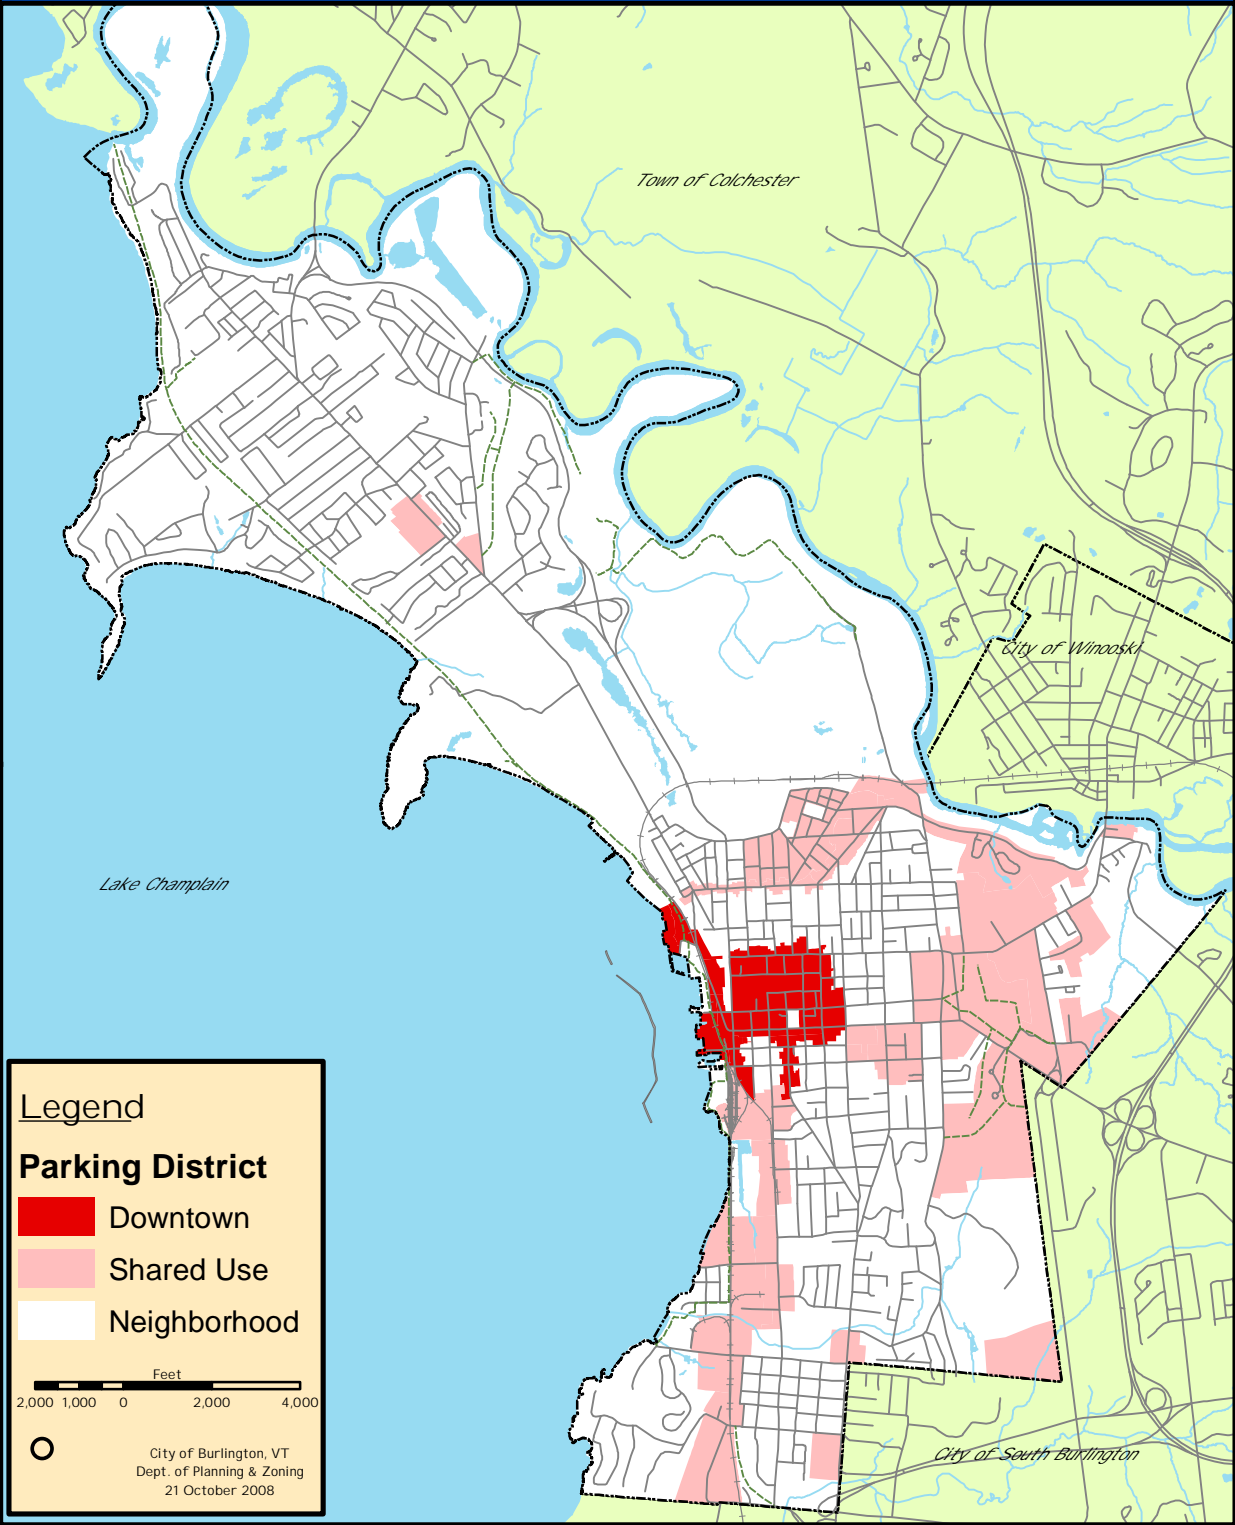 Town of Colchester
City of Winooski
Lake Champlain
Legend
Parking District
Downtown
Shared Use
Neighborhood
Feet
2,000 1,000 0 2,000 4,000
City of Burlington, VT
Dept. of Planning & Zoning
21 October 2008
City of South Burlington